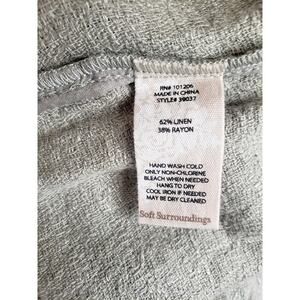 RN# 101206
MADE IN CHINA
STYLE# 39037
62% LINEN
38% RAYON
HAND WASH COLD
ONLY NON-CHLORINE
BLEACH WHEN NEEDED
HANG TO DRY
COOL IRON IF NEEDED
MAY BE DRY CLEANED
Soft Surroundings